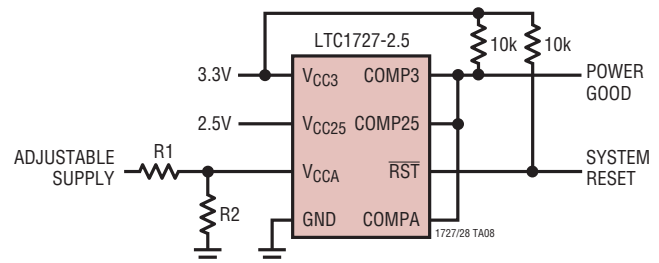 LTC1727-2.5
10k
10k
3.3V
VCC3
COMP3
POWER
GOOD
2.5V
VCC25
COMP25
ADJUSTABLE
SUPPLY
R1
VCCA
RST
SYSTEM
RESET
R2
GND
COMPA
1727/28 TA08